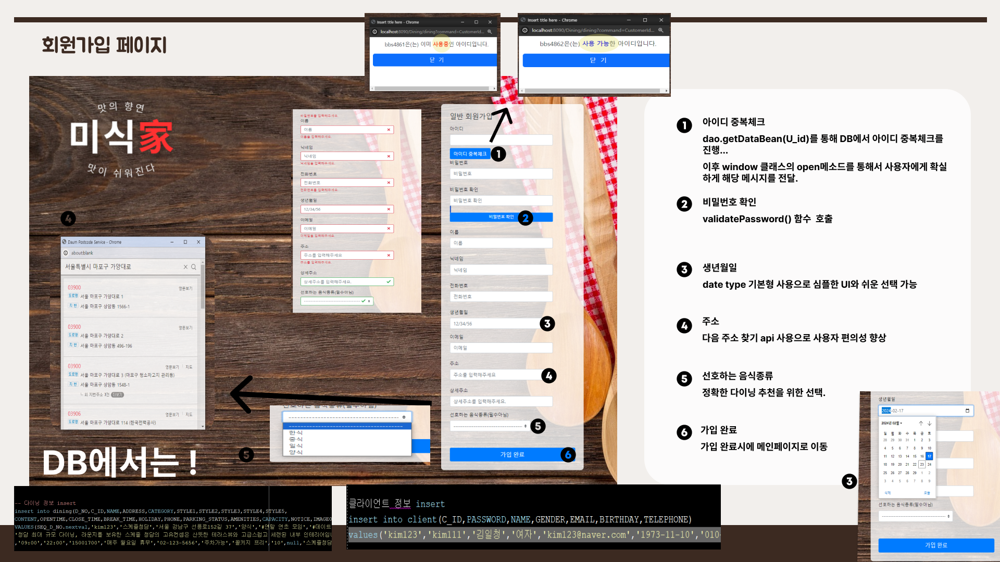 회원가입 페이지
Insert title here - Chrome
localhost:8090/Dining/dining?command=CustomerId...
bbs4861은(는) 이미 사용중인 아이디입니다.
닫 기
Insert title here - Chrome
localhost:8090/Dining/dining?command=CustomerId...
bbs4862은(는) 사용 가능한 아이디입니다.
닫 기
맛의 향연
미식家
맛이 쉬워진다
4
Daum Postcode Service - Chrome
about:blank
서울특별시 마포구 가양대로
03900
영문보기
도로명 서울 마포구 가양대로 1
지번 서울 마포구 상암동 1566-1
03900
영문보기
도로명 서울 마포구 가양대로 2
지번 서울 마포구 상암동 496-196
03900
영문보기 지도
도로명 서울 마포구 가양대로 3 (마포구 청소차고지 관리동)
지번 서울 마포구 상암동 1548-1
외 지번주소 7건 더보기
03906
영문보기 지도
도로명 서울 마포구 가양대로 114 (한국전력공사)
비밀번호를 입력해주세요.
이름
이름
이름을 입력해주세요.
닉네임
닉네임
닉네임을 입력해주세요.
전화번호
전화번호
전화번호를 입력해주세요.
생년월일
12/34/56
이메일
이메일
이메일을 입력해주세요.
주소
주소를 입력해주세요
주소를 입력해주세요.
상세주소
상세주소를 입력해주세요.
선호하는 음식종류(필수아님)
일반 회원가입
아이디
아이디 중복체크 1
비밀번호
비밀번호
비밀번호 확인
비밀번호 확인
비밀번호 확인 2
이름
이름
닉네임
닉네임
전화번호
전화번호
생년월일
12/34/56 3
이메일
이메일
주소
주소를 입력해주세요 4
상세주소
상세주소를 입력해주세요.
선호하는 음식종류(필수아님)
5
가입 완료 6
5
선호하는 음식종류(필수아님)
한식
중식
일식
양식
1 아이디 중복체크
dao.getDataBean(U_id)를 통해 DB에서 아이디 중복체크를
진행...
이후 window 클래스의 open메소드를 통해서 사용자에게 확실
하게 해당 메시지를 전달.
2 비밀번호 확인
validatePassword() 함수 호출
3 생년월일
date type 기본형 사용으로 심플한 UI와 쉬운 선택 가능
4 주소
다음 주소 찾기 api 사용으로 사용자 편의성 향상
5 선호하는 음식종류
정확한 다이닝 추천을 위한 선택.
6 가입 완료
가입 완료시에 메인페이지로 이동
3
생년월일
2024-02-17
2024년 02월
일 월 화 수 목 금 토
28 29 30 31 1 2 3
4 5 6 7 8 9 10
11 12 13 14 15 16 17
18 19 20 21 22 23 24
25 26 27 28 29 1 2
3 4 5 6 7 8 9
삭제 오늘
선호하는 음식종류(필수아님)
가입 완료
DB에서는 !
-- 다이닝 정보 insert
insert into dining(D_NO,C_ID,NAME,ADDRESS,CATEGORY,STYLE1,STYLE2,STYLE3,STYLE4,STYLE5,
CONTENT,OPENTIME,CLOSE_TIME,BREAK_TIME,HOLIDAY,PHONE,PARKING_STATUS,AMENITIES,CAPACITY,NOTICE,IMAGE
VALUES(SEQ_D_NO.nextval,'kim123','스케쥴청담','서울 강남구 선릉로152길 37','양식','#연말 연초 모임','#데이트
'청담 최대 규모 다이닝, 라운지를 보유한 스케줄 청담의 고유컨셉은 산뜻한 테라스뷰와 고급스럽고 세련된 내부 인테리어입니
,'09:00','22:00','15001700','매주 월요일 휴무','02-123-5656','주차가능','콜키지 프리','10',null,'스케쥴청담
클라이언트 정보 insert
insert into client(C_ID,PASSWORD,NAME,GENDER,EMAIL,BIRTHDAY,TELEPHONE)
values('kim123','kim111','김일청','여자','kim123@naver.com','1973-11-10','010-